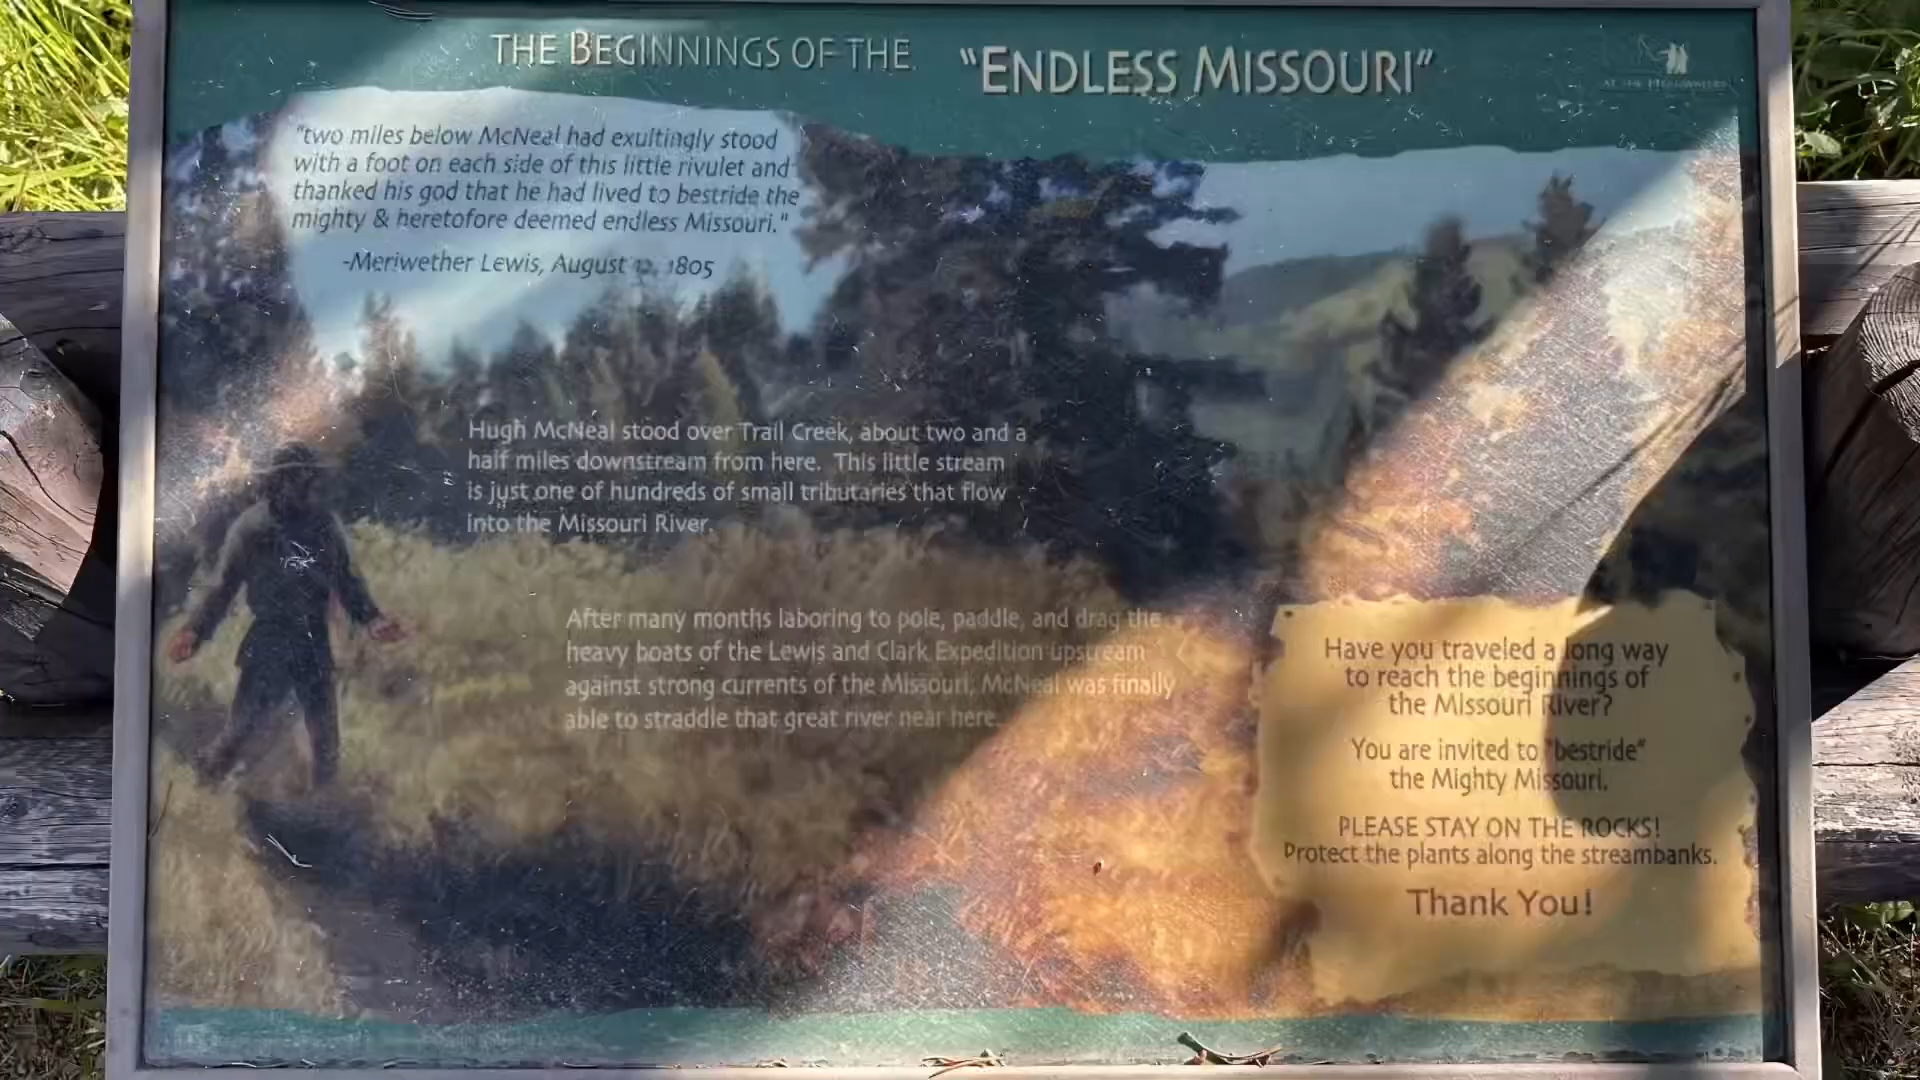 THE BEGINNINGS OF THE "ENDLESS MISSOURI"
AT THE HEADWATERS
"two miles below McNeal had exultingly stood
with a foot on each side of this little rivulet and
thanked his god that he had lived to bestride the
mighty & heretofore deemed endless Missouri."
-Meriwether Lewis, August 12, 1805
Hugh McNeal stood over Trail Creek, about two and a
half miles downstream from here. This little stream
is just one of hundreds of small tributaries that flow
into the Missouri River.
After many months laboring to pole, paddle, and drag the
heavy boats of the Lewis and Clark Expedition upstream
against strong currents of the Missouri, McNeal was finally
able to straddle that great river near here.
Have you traveled a long way
to reach the beginnings of
the Missouri River?
You are invited to "bestride"
the Mighty Missouri.
PLEASE STAY ON THE ROCKS!
Protect the plants along the streambanks.
Thank You!